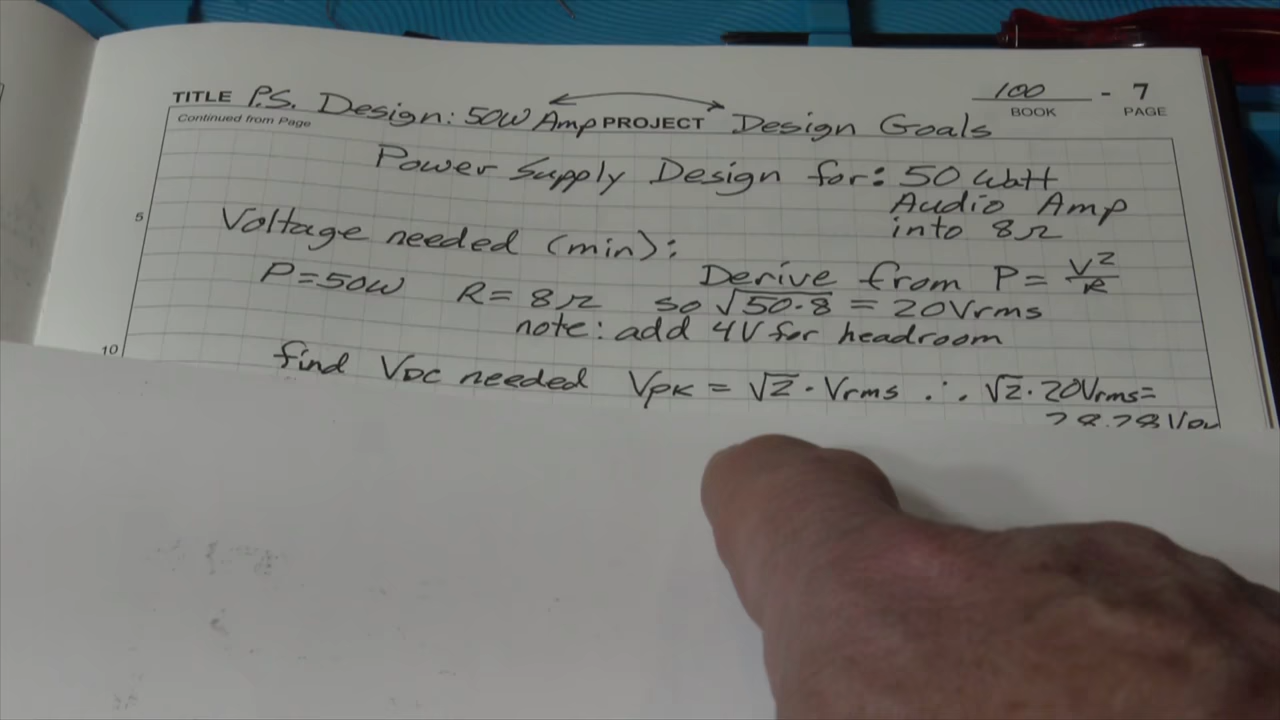 TITLE P.S. Design: 50W Amp PROJECT Design Goals 100 - 7
Continued from Page BOOK PAGE
Power Supply Design for: 50 Watt
Audio Amp
into 8Ω
5
Voltage needed (min):
Derive from P = V²/R
P=50W R=8Ω so √50·8 = 20Vrms
note: add 4V for headroom
10
find VDC needed Vpk = √2 · Vrms ∴ √2·20Vrms=